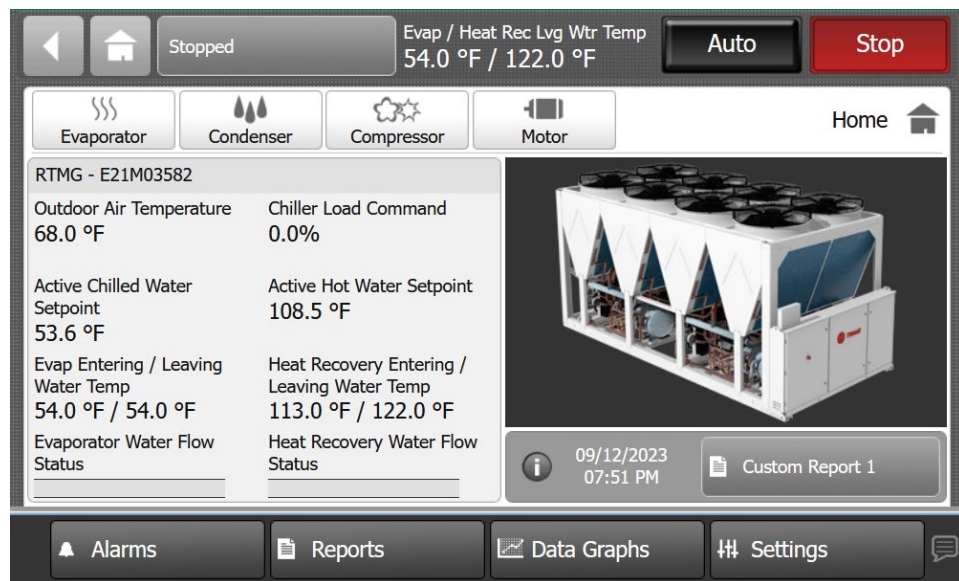 Stopped
Evap / Heat Rec Lvg Wtr Temp
54.0 °F / 122.0 °F
Auto
Stop
Evaporator
Condenser
Compressor
Motor
Home
RTMG - E21M03582
Outdoor Air Temperature
68.0 °F
Chiller Load Command
0.0%
Active Chilled Water
Setpoint
53.6 °F
Active Hot Water Setpoint
108.5 °F
Evap Entering / Leaving
Water Temp
54.0 °F / 54.0 °F
Heat Recovery Entering /
Leaving Water Temp
113.0 °F / 122.0 °F
Evaporator Water Flow
Status
Heat Recovery Water Flow
Status
TRANE
09/12/2023
07:51 PM
Custom Report 1
Alarms
Reports
Data Graphs
Settings